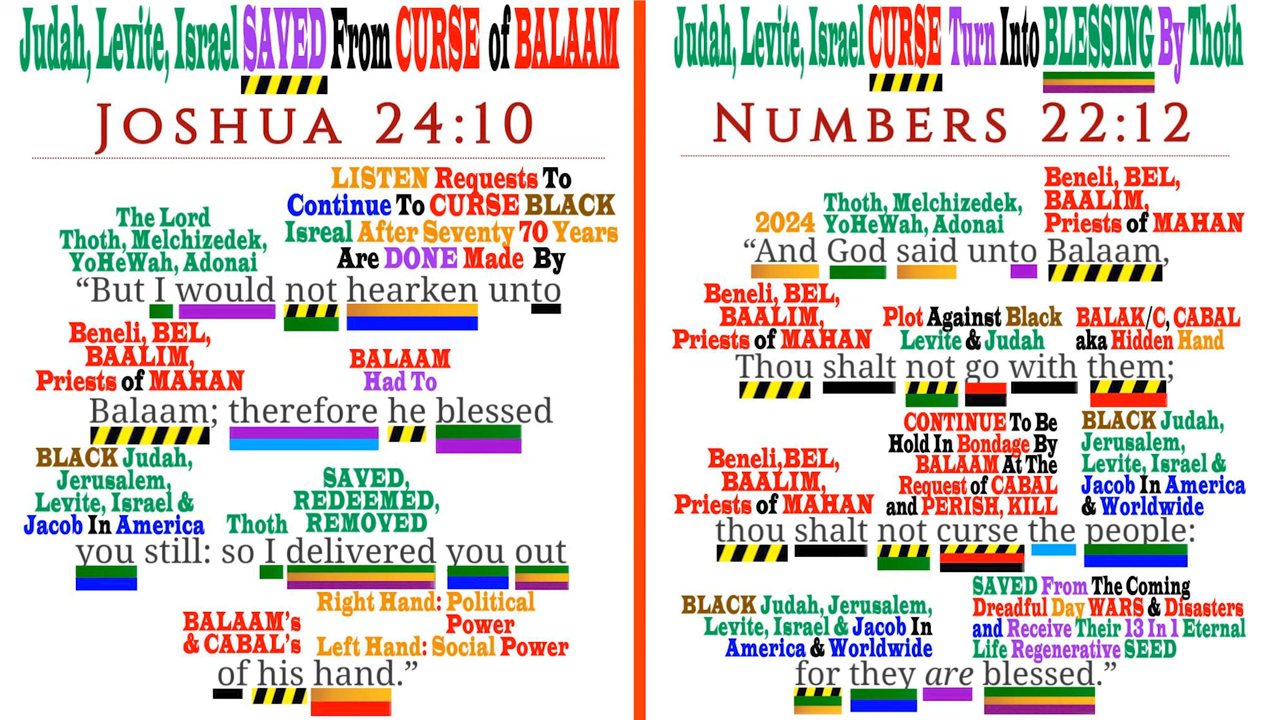 Judah, Levite, Israel SAVED From CURSE of BALAAM
JOSHUA 24:10
LISTEN Requests To
Continue To CURSE BLACK
Isreal After Seventy 70 Years
Are DONE Made By
The Lord
Thoth, Melchizedek,
YoHeWah, Adonai
“But I would not hearken unto
Beneli, BEL,
BAALIM,
Priests of MAHAN
BALAAM
Had To
Balaam; therefore he blessed
BLACK Judah,
Jerusalem,
Levite, Israel &
Jacob In America
Thoth
SAVED,
REDEEMED,
REMOVED
you still: so I delivered you out
BALAAM’s
& CABAL’s
Right Hand: Political
Power
Left Hand: Social Power
of his hand.”
Judah, Levite, Israel CURSE Turn Into BLESSING By Thoth
NUMBERS 22:12
2024
Thoth, Melchizedek,
YoHeWah, Adonai
Beneli, BEL,
BAALIM,
Priests of MAHAN
“And God said unto Balaam,
Beneli, BEL,
BAALIM,
Priests of MAHAN
Plot Against Black
Levite & Judah
BALAK/C, CABAL
aka Hidden Hand
Thou shalt not go with them;
Beneli,BEL,
BAALIM,
Priests of MAHAN
CONTINUE To Be
Hold In Bondage By
BALAAM At The
Request of CABAL
and PERISH, KILL
BLACK Judah,
Jerusalem,
Levite, Israel &
Jacob In America
& Worldwide
thou shalt not curse the people:
BLACK Judah, Jerusalem,
Levite, Israel & Jacob In
America & Worldwide
SAVED From The Coming
Dreadful Day WARS & Disasters
and Receive Their 13 In 1 Eternal
Life Regenerative SEED
for they are blessed.”